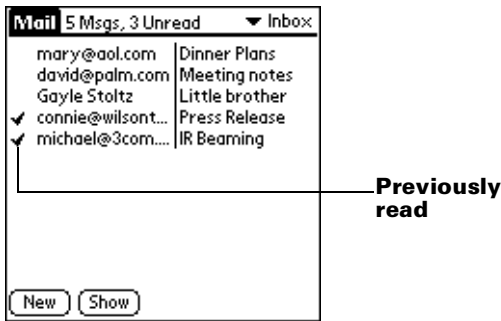 Mail 5 Msgs, 3 Unread Inbox
mary@aol.com Dinner Plans
david@palm.com Meeting notes
Gayle Stoltz Little brother
connie@wilsont... Press Release
michael@3com.... IR Beaming
Previously
read
New Show